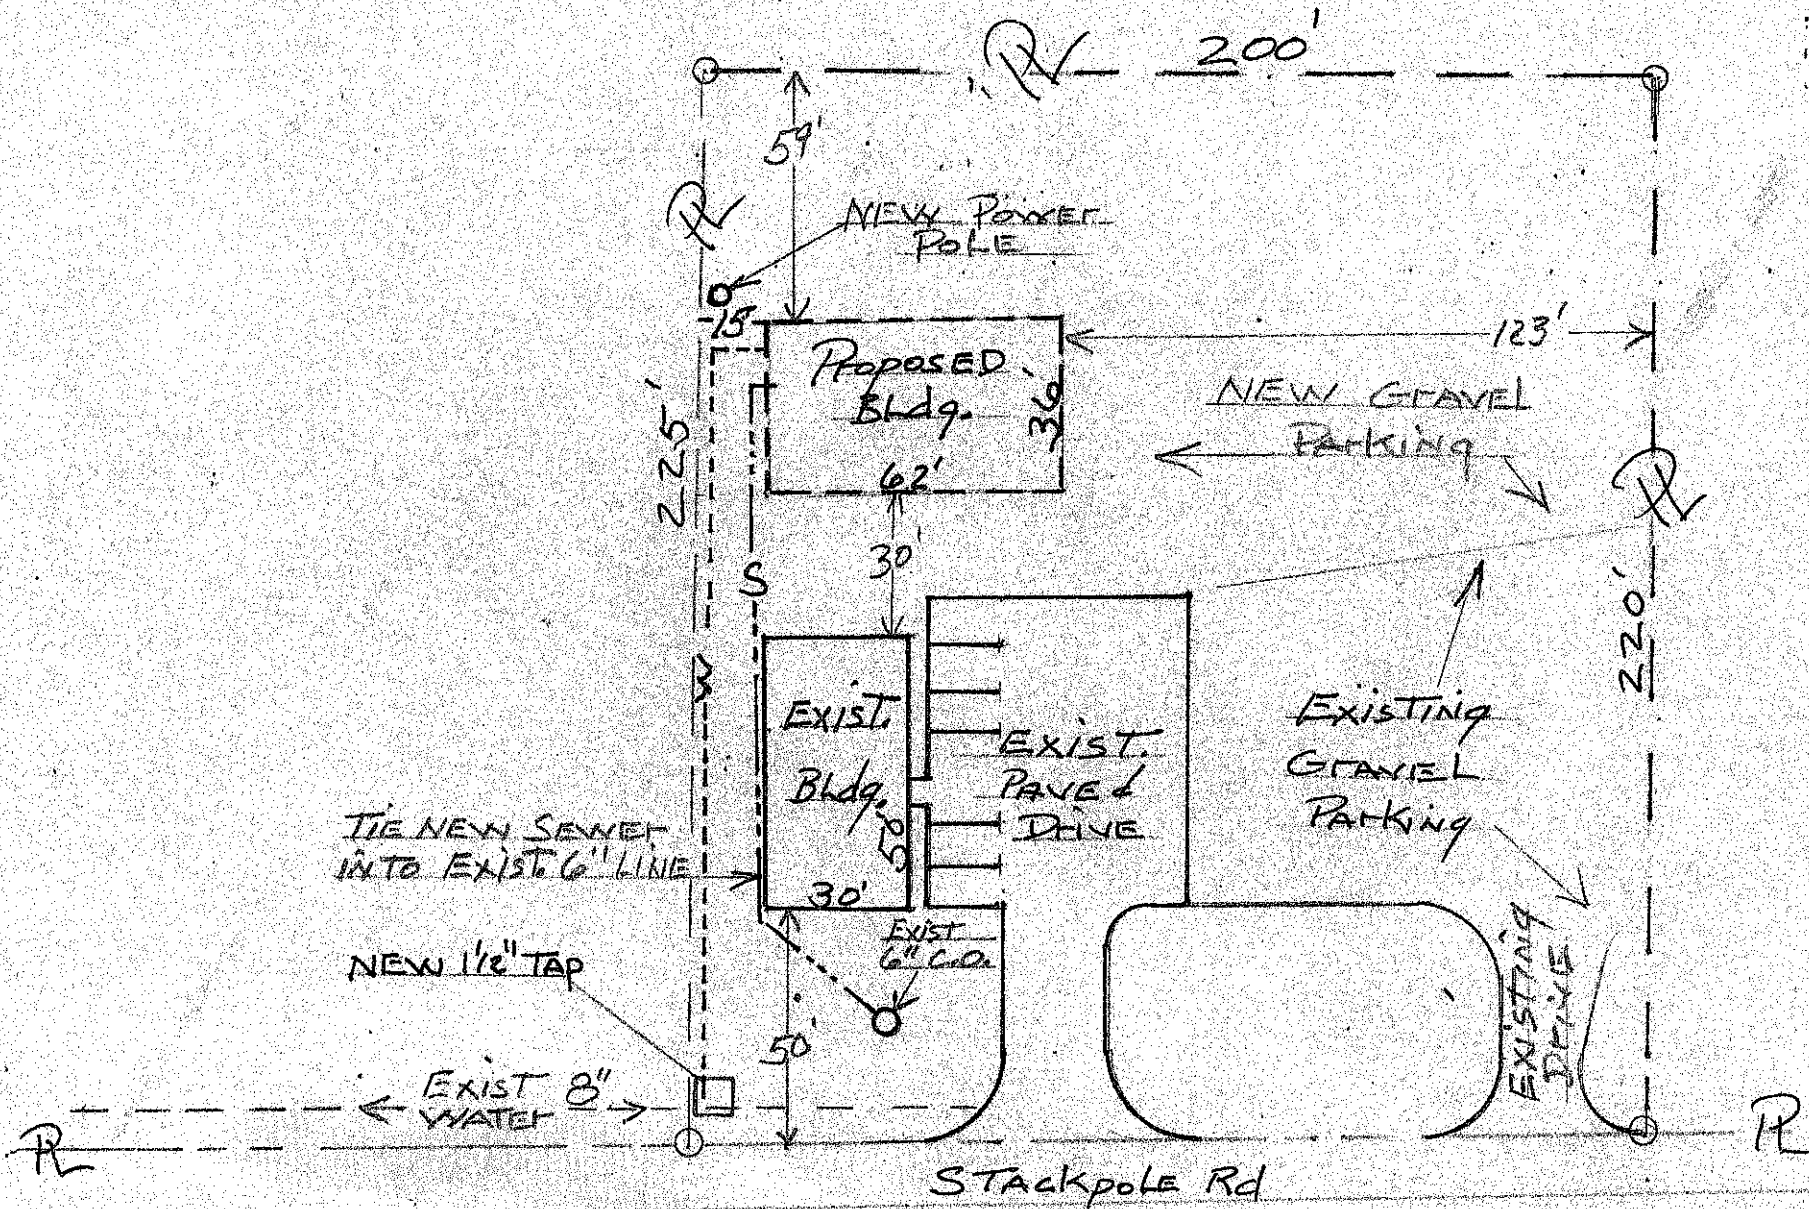 PL
200'
PL
NEW Power
Pole
15'
123'
Proposed
Bldg.
36'
62'
NEW Gravel
Parking
PL
225'
30'
S
220'
W
Exist.
Bldg.
58'
30'
Exist.
Paved
Drive
Existing
Gravel
Parking
Tie New Sewer
into Exist. 6" Line
Exist
6" C.O.
New 1 1/2" Tap
50'
Existing
Drive
Exist 8"
Water
PL
PL
Stackpole Rd